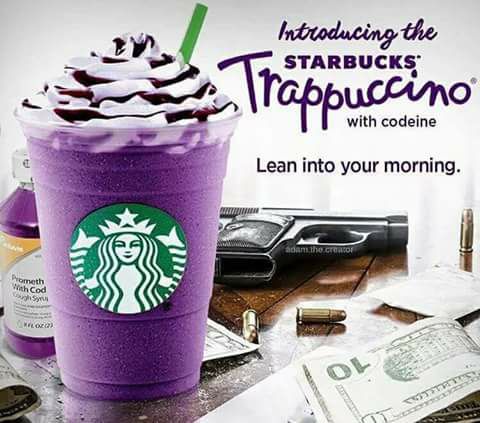 Introducing the
STARBUCKS
Trappuccino®
with codeine
Lean into your morning.
adam.the.creator
Prometh
With Cod
Cough Syru
10